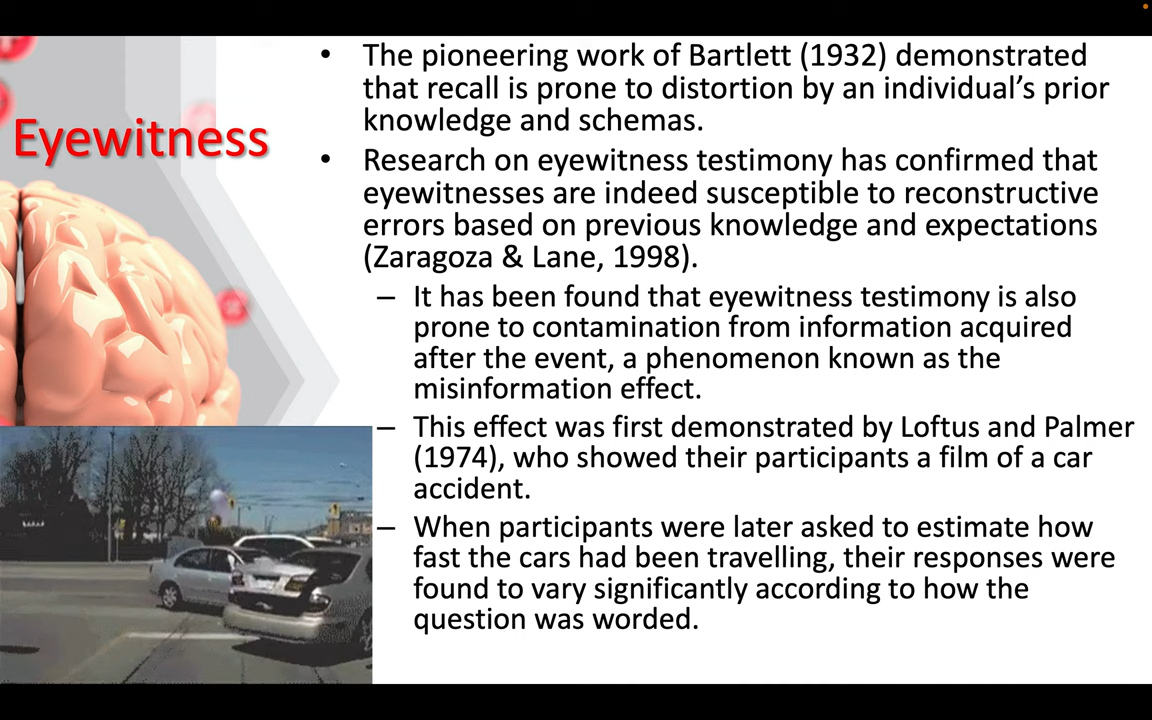 Eyewitness
• The pioneering work of Bartlett (1932) demonstrated
that recall is prone to distortion by an individual’s prior
knowledge and schemas.
• Research on eyewitness testimony has confirmed that
eyewitnesses are indeed susceptible to reconstructive
errors based on previous knowledge and expectations
(Zaragoza & Lane, 1998).
– It has been found that eyewitness testimony is also
prone to contamination from information acquired
after the event, a phenomenon known as the
misinformation effect.
– This effect was first demonstrated by Loftus and Palmer
(1974), who showed their participants a film of a car
accident.
– When participants were later asked to estimate how
fast the cars had been travelling, their responses were
found to vary significantly according to how the
question was worded.